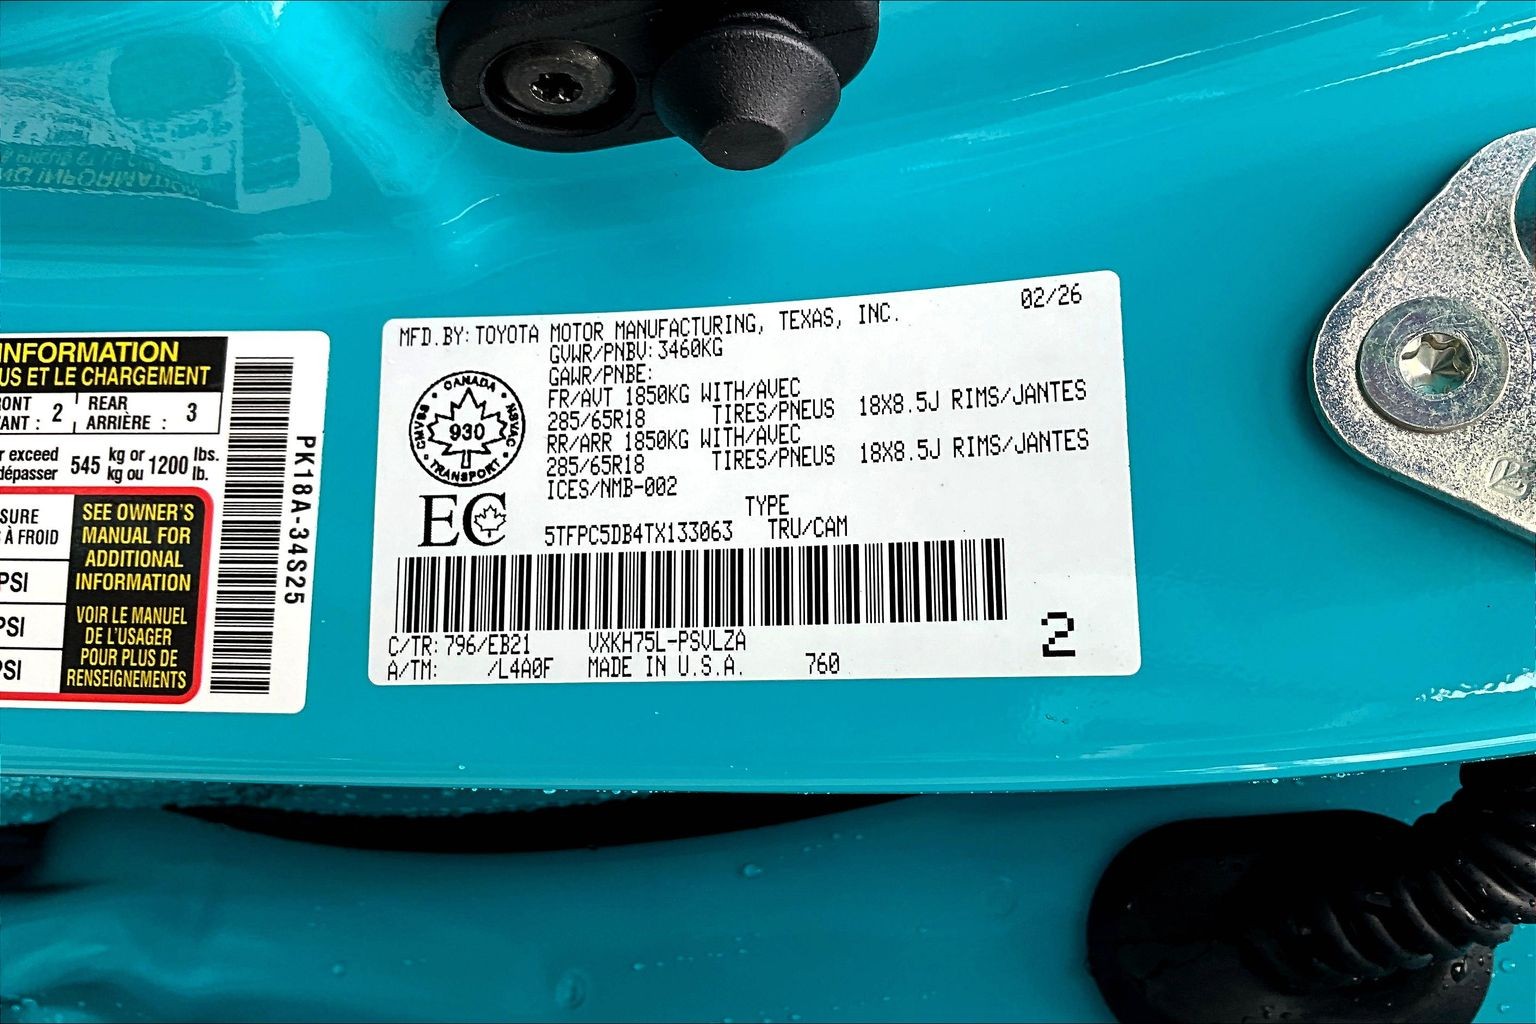 INFORMATION
US ET LE CHARGEMENT
2
REAR
ARRIÈRE : 3
exceed
dépasser
545 kg or
kg ou 1200 lbs.
lb.
SEE OWNER'S
MANUAL FOR
ADDITIONAL
INFORMATION
VOIR LE MANUEL
DE L'USAGER
POUR PLUS DE
RENSEIGNEMENTS
À FROID
PSI
PSI
PSI
PK18A-34S25
MFD.BY: TOYOTA MOTOR MANUFACTURING, TEXAS, INC. 02/26
GVWR/PNBV: 3460KG
GAWR/PNBE:
FR/AVT 1850KG WITH/AVEC
285/65R18 TIRES/PNEUS 18X8.5J RIMS/JANTES
RR/ARR 1850KG WITH/AVEC
285/65R18 TIRES/PNEUS 18X8.5J RIMS/JANTES
ICES/NMB-002
CANADA
CMVSS
NSVAC
930
TRANSPORT
EC
TYPE
5TFPC5DB4TX133063 TRU/CAM
C/TR: 796/EB21 VXKH75L-PSVLZA
A/TM: /L4A0F MADE IN U.S.A. 760
2